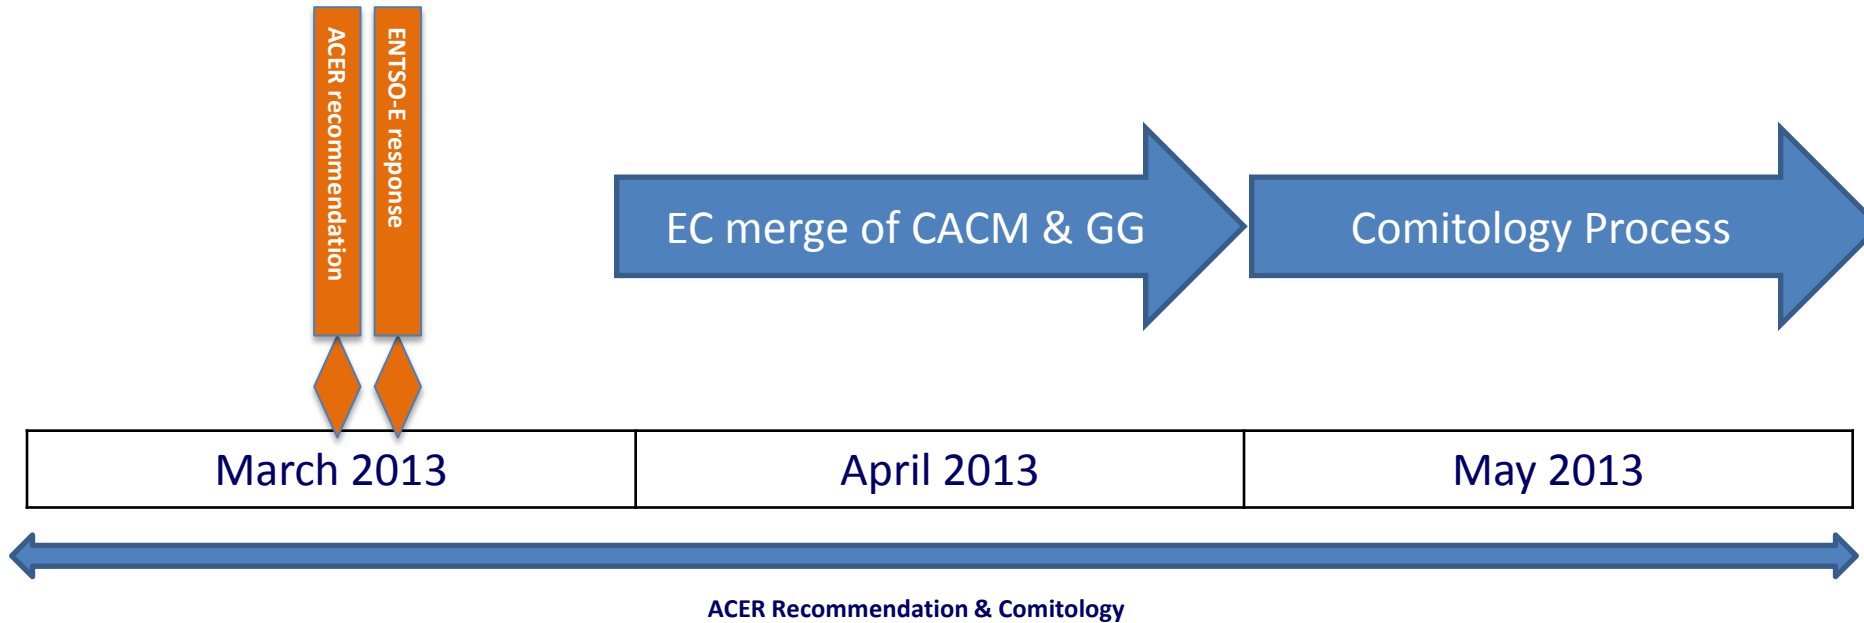 ACER recommendation
ENTSO-E response
EC merge of CACM & GG
Comitology Process
March 2013
April 2013
May 2013
ACER Recommendation & Comitology